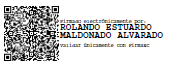 Firmado electrónicamente por:
ROLANDO ESTUARDO
MALDONADO ALVARADO
Validar únicamente con FirmaEC